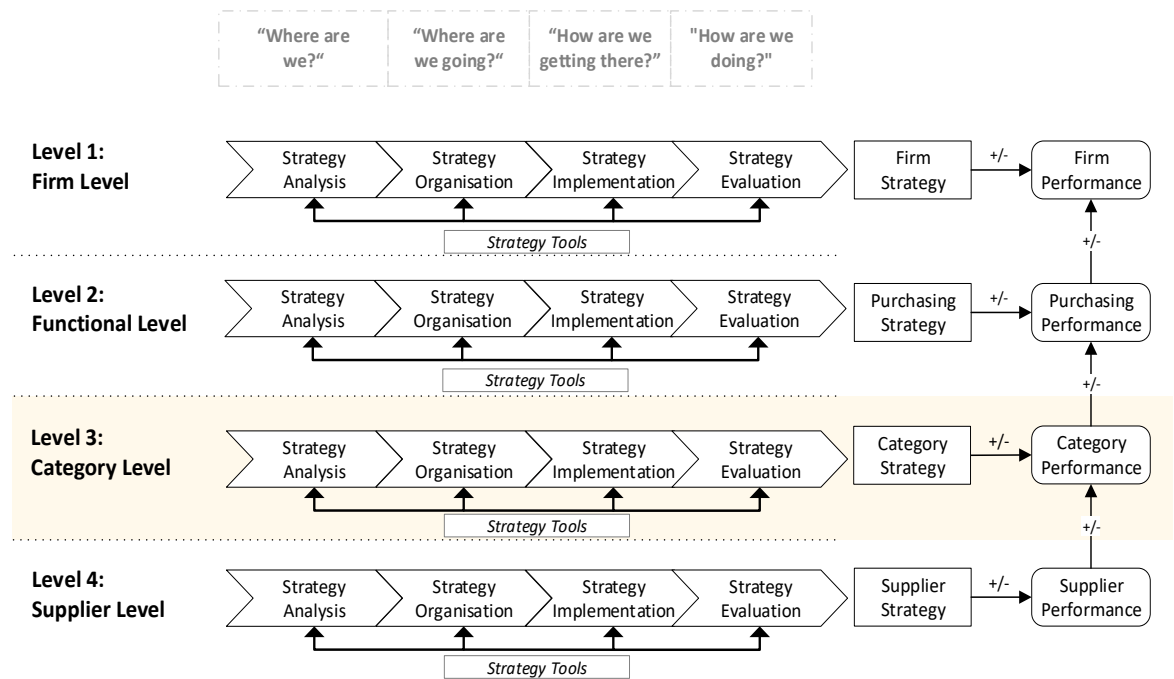 “Where are
we?“
“Where are
we going?“
“How are we
getting there?”
"How are we
doing?"
Level 1:
Firm Level
Strategy
Analysis
Strategy
Organisation
Strategy
Implementation
Strategy
Evaluation
Firm
Strategy
+/-
Firm
Performance
Strategy Tools
+/-
Level 2:
Functional Level
Strategy
Analysis
Strategy
Organisation
Strategy
Implementation
Strategy
Evaluation
Purchasing
Strategy
+/-
Purchasing
Performance
Strategy Tools
+/-
Level 3:
Category Level
Strategy
Analysis
Strategy
Organisation
Strategy
Implementation
Strategy
Evaluation
Category
Strategy
+/-
Category
Performance
Strategy Tools
+/-
Level 4:
Supplier Level
Strategy
Analysis
Strategy
Organisation
Strategy
Implementation
Strategy
Evaluation
Supplier
Strategy
+/-
Supplier
Performance
Strategy Tools